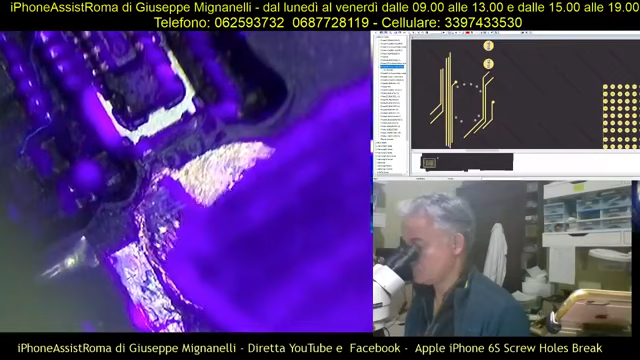 iPhoneAssistRoma di Giuseppe Mignanelli - dal lunedì al venerdì dalle 09.00 alle 13.00 e dalle 15.00 alle 19.00
Telefono: 062593732 0687728119 - Cellulare: 3397433530
iPhoneAssistRoma di Giuseppe Mignanelli - Diretta YouTube e Facebook - Apple iPhone 6S Screw Holes Break